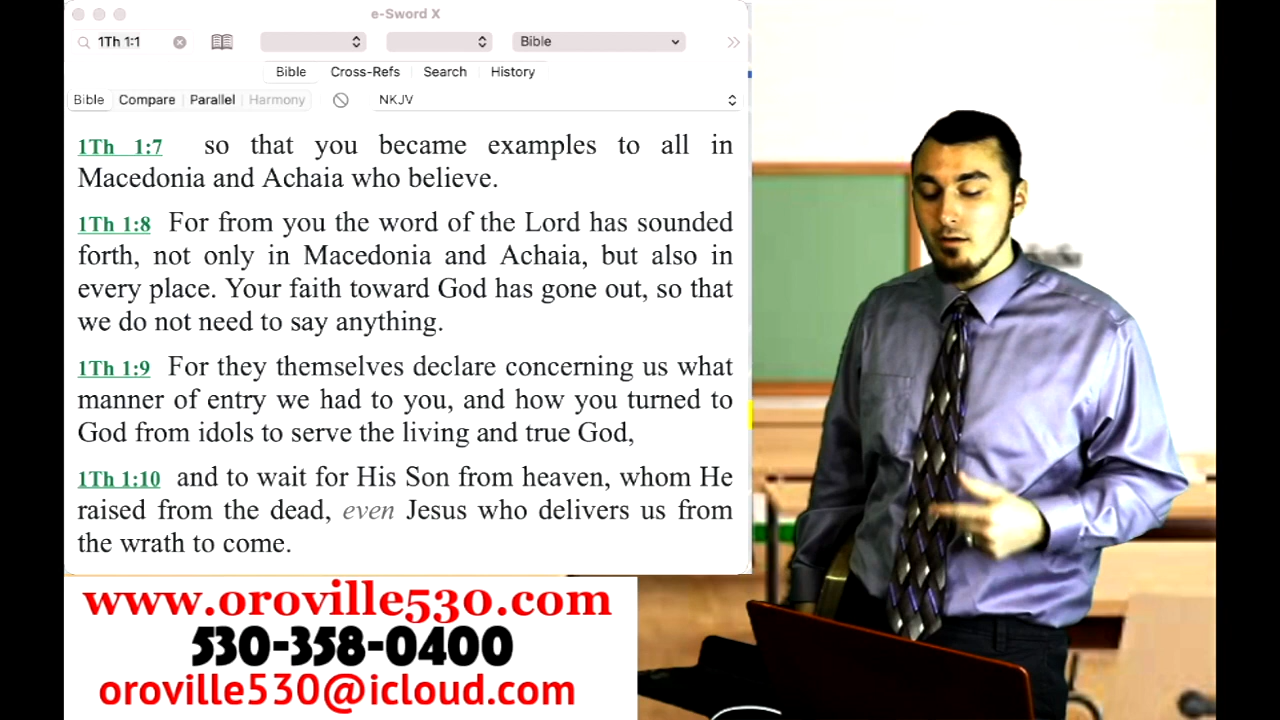 e-Sword X
1Th 1:1
Bible
Bible Cross-Refs Search History
Bible Compare Parallel Harmony NKJV
1Th 1:7 so that you became examples to all in
Macedonia and Achaia who believe.
1Th 1:8 For from you the word of the Lord has sounded
forth, not only in Macedonia and Achaia, but also in
every place. Your faith toward God has gone out, so that
we do not need to say anything.
1Th 1:9 For they themselves declare concerning us what
manner of entry we had to you, and how you turned to
God from idols to serve the living and true God,
1Th 1:10 and to wait for His Son from heaven, whom He
raised from the dead, even Jesus who delivers us from
the wrath to come.
www.oroville530.com
530-358-0400
oroville530@icloud.com